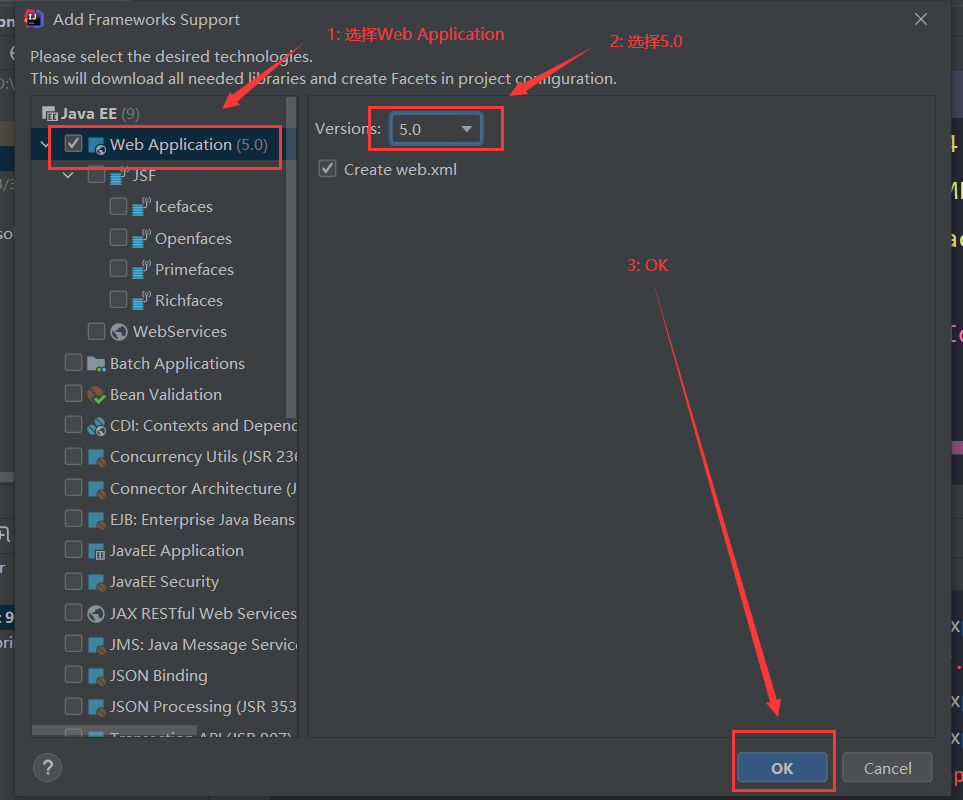 Add Frameworks Support
1: 选择Web Application
2: 选择5.0
Please select the desired technologies.
This will download all needed libraries and create Facets in project configuration.
Java EE (9)
Web Application (5.0)
JSF
Icefaces
Openfaces
Primefaces
Richfaces
WebServices
Batch Applications
Bean Validation
CDI: Contexts and Depend
Concurrency Utils (JSR 236
Connector Architecture (J
EJB: Enterprise Java Beans
JavaEE Application
JavaEE Security
JAX RESTful Web Services
JMS: Java Message Servic
JSON Binding
JSON Processing (JSR 353
Versions: 5.0
Create web.xml
3: OK
?
OK
Cancel